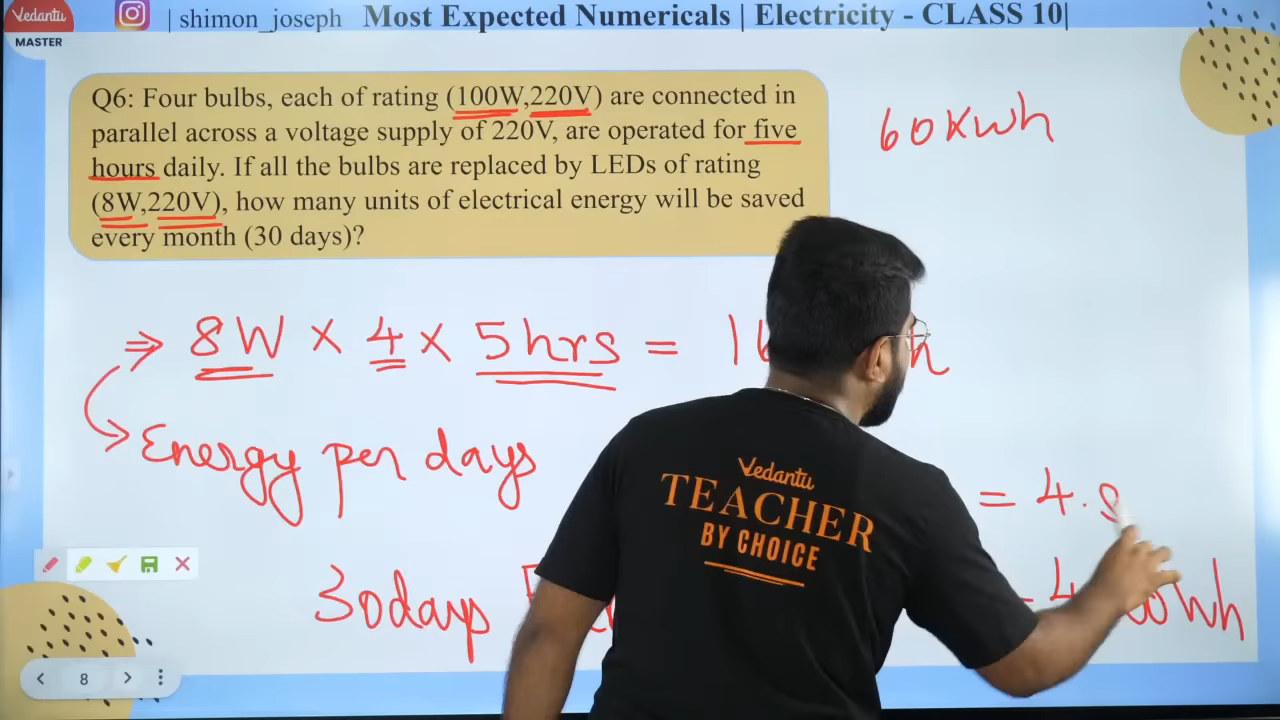 Vedantu
MASTER
| shimon_joseph
Most Expected Numericals | Electricity - CLASS 10|
Q6: Four bulbs, each of rating (100W,220V) are connected in
parallel across a voltage supply of 220V, are operated for five
hours daily. If all the bulbs are replaced by LEDs of rating
(8W,220V), how many units of electrical energy will be saved
every month (30 days)?
60KWh
⇒ 8W × 4 × 5hrs = 16
h
Energy per days
= 4.
30days
Wh
Vedantu
TEACHER
BY CHOICE
8